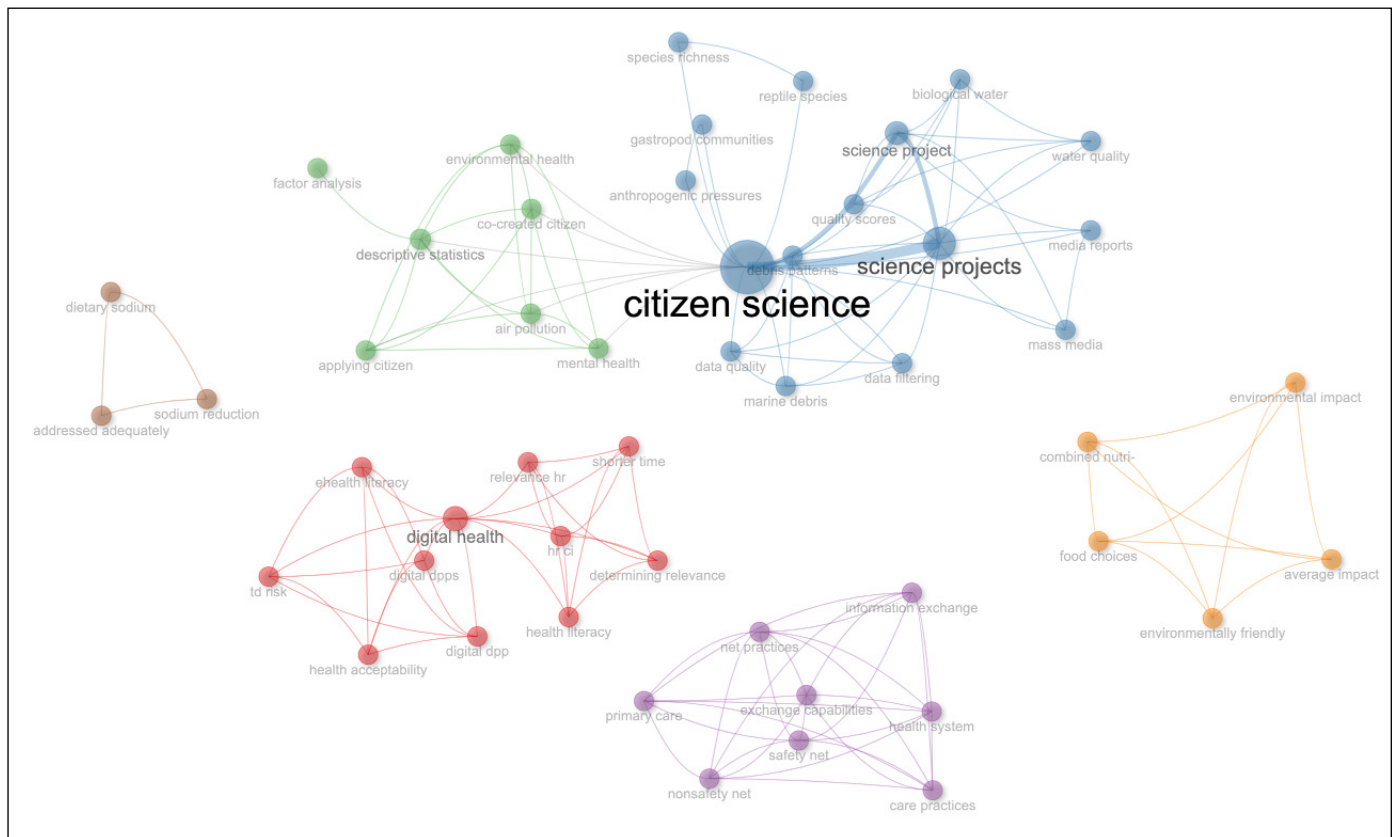 species richness
reptile species
biological water
gastropod communities
science project
water quality
environmental health
factor analysis
anthropogenic pressures
quality scores
co-created citizen
descriptive statistics
media reports
debris patterns
science projects
citizen science
dietary sodium
air pollution
applying citizen
mental health
data quality
data filtering
mass media
marine debris
environmental impact
sodium reduction
addressed adequately
combined nutri-
shorter time
relevance hr
ehealth literacy
digital health
hr ci
food choices
digital dpps
determining relevance
average impact
td risk
information exchange
health literacy
environmentally friendly
net practices
digital dpp
health acceptability
exchange capabilities
primary care
health system
safety net
nonsafety net
care practices